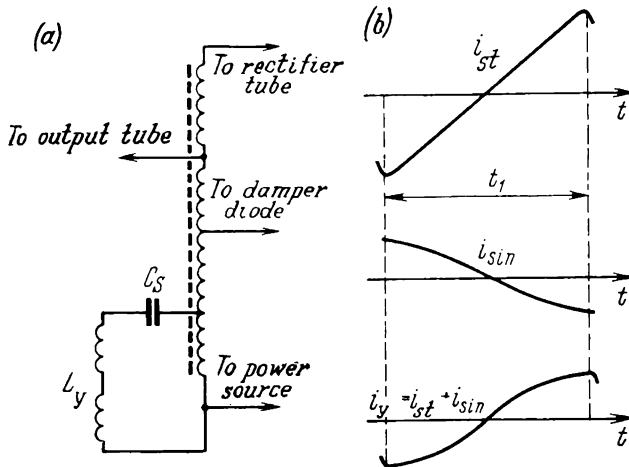 (a)
To rectifier
tube
To output tube
To damper
diode
C_S
L_y
To power
source
(b)
i_st
t
t_1
i_sin
t
i_y = i_st + i_sin
t